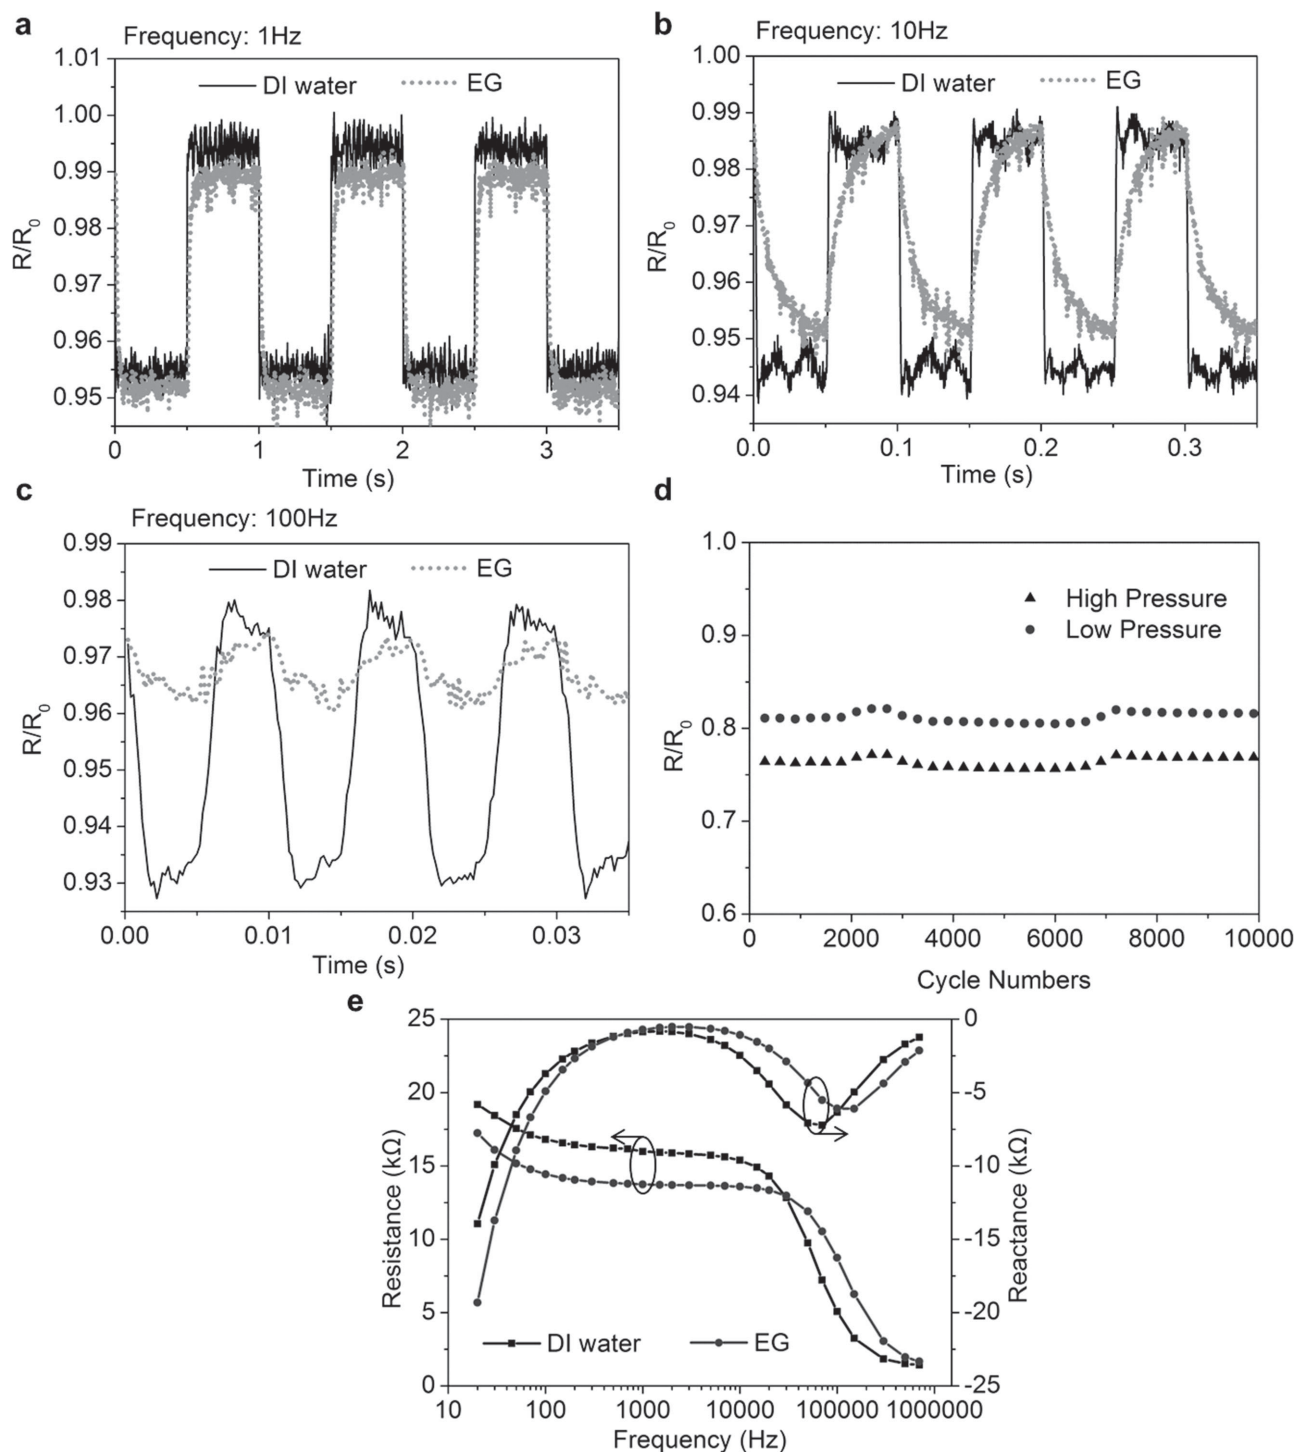 a
Frequency: 1Hz
DI water
EG
1.01
1.00
0.99
0.98
0.97
0.96
0.95
R/R0
0
1
2
3
Time (s)
b
Frequency: 10Hz
DI water
EG
1.00
0.99
0.98
0.97
0.96
0.95
0.94
R/R0
0.0
0.1
0.2
0.3
Time (s)
c
Frequency: 100Hz
DI water
EG
0.99
0.98
0.97
0.96
0.95
0.94
0.93
R/R0
0.00
0.01
0.02
0.03
Time (s)
d
High Pressure
Low Pressure
1.0
0.9
0.8
0.7
0.6
R/R0
0
2000
4000
6000
8000
10000
Cycle Numbers
e
25
20
15
10
5
0
Resistance (kΩ)
0
-5
-10
-15
-20
-25
Reactance (kΩ)
DI water
EG
10
100
1000
10000
100000
1000000
Frequency (Hz)